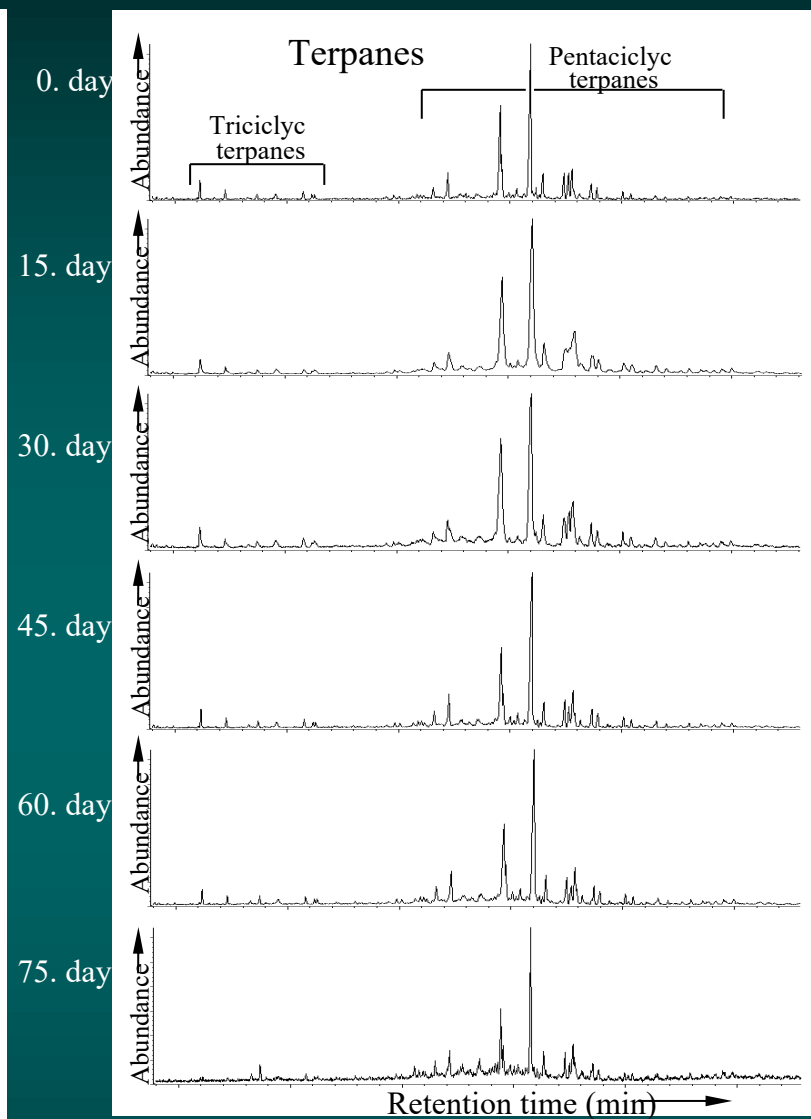 Terpanes
Pentaciclyc
terpanes
Triciclyc
terpanes
0. day
Abundance
15. day
Abundance
30. day
Abundance
45. day
Abundance
60. day
Abundance
75. day
Abundance
Retention time (min)